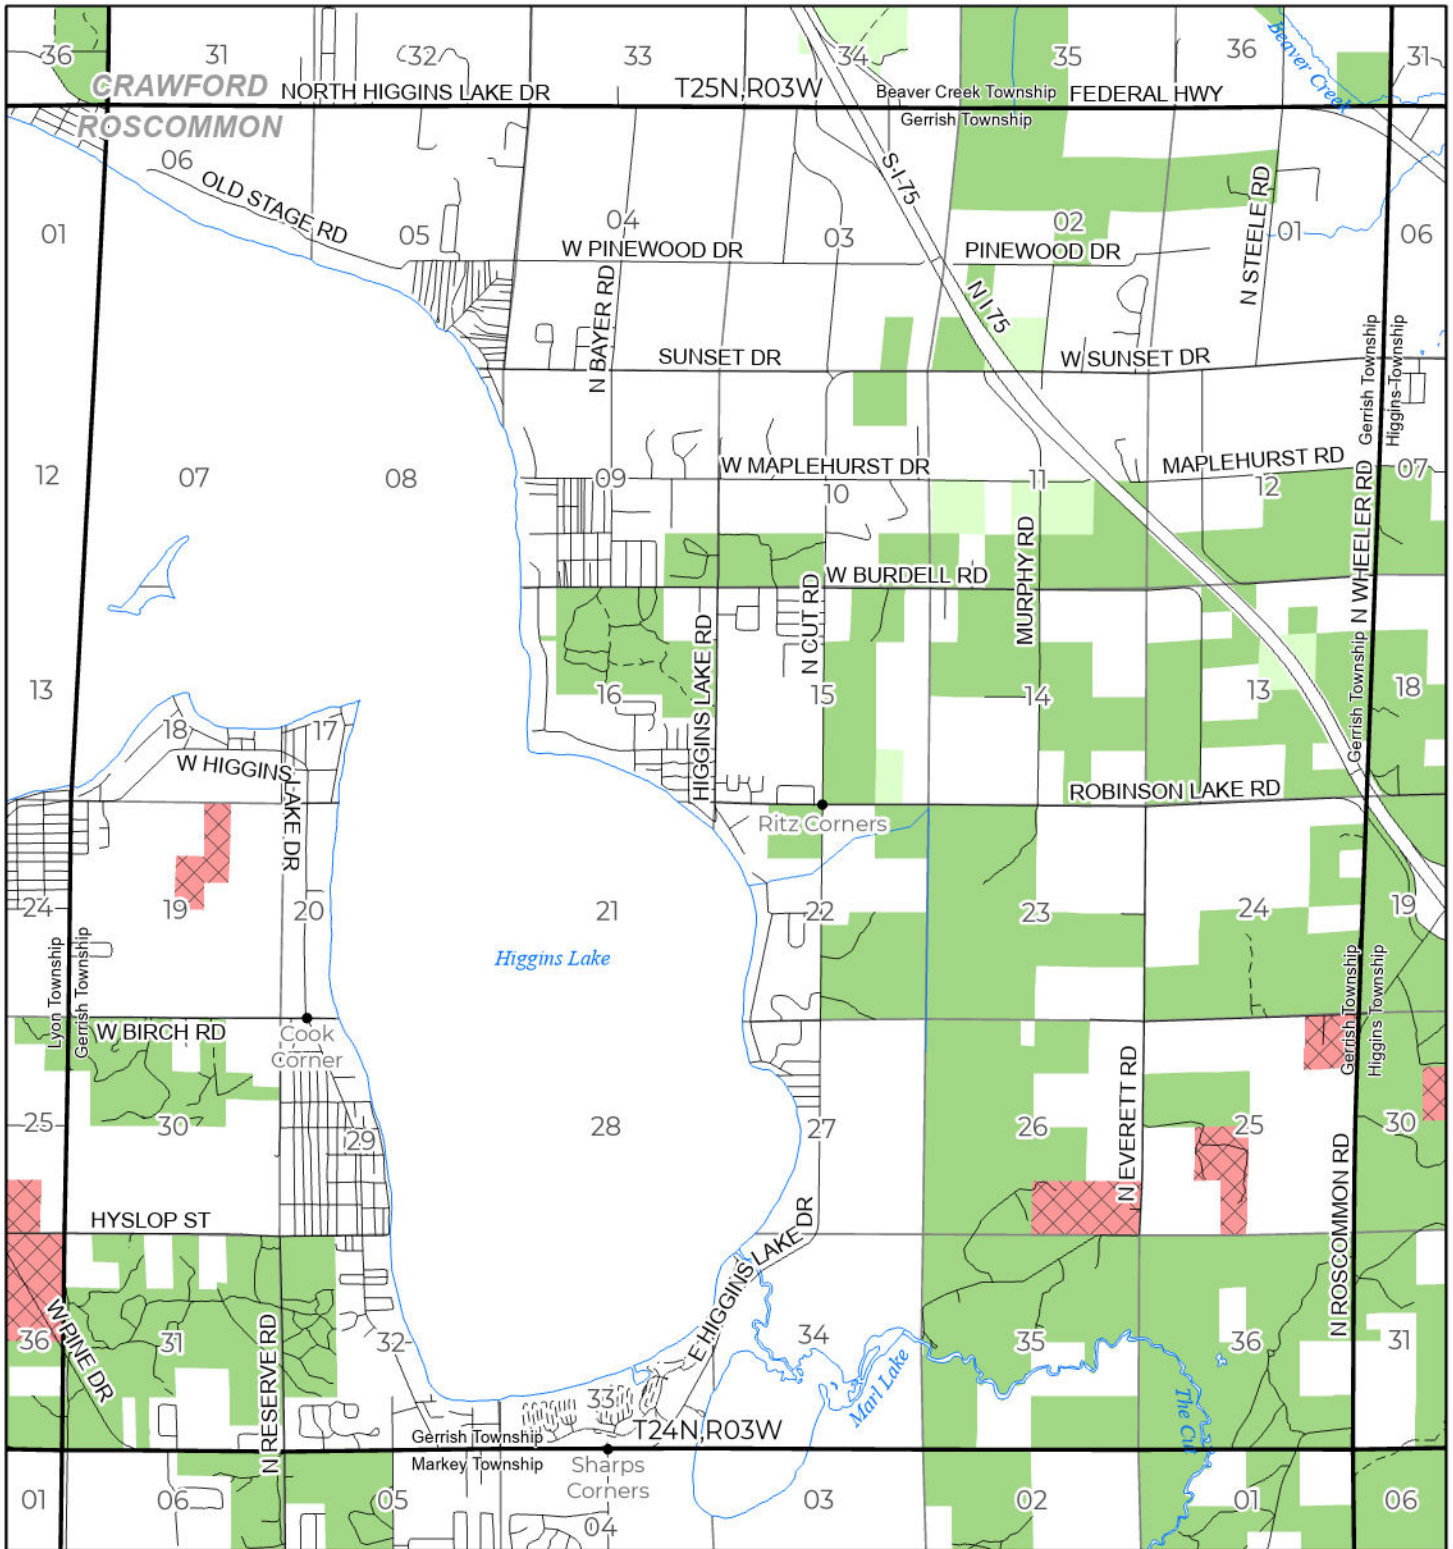 36
31
32
33
34
35
36
31
Beaver Creek
CRAWFORD
NORTH HIGGINS LAKE DR
T25N,R03W
Beaver Creek Township
FEDERAL HWY
ROSCOMMON
Gerrish Township
06
OLD STAGE RD
S I-75
01
05
04
03
02
01
06
N STEELE RD
W PINEWOOD DR
PINEWOOD DR
N BAYER RD
N I-75
SUNSET DR
W SUNSET DR
Gerrish Township
Higgins Township
12
07
08
09
W MAPLEHURST DR
10
11
MAPLEHURST RD
12
07
N WHEELER RD
MURPHY RD
W BURDELL RD
N CUT RD
HIGGINS LAKE RD
Gerrish Township
13
18
17
16
15
14
13
18
W HIGGINS LAKE DR
ROBINSON LAKE RD
Ritz Corners
24
19
20
21
22
23
24
19
Higgins Lake
Lyon Township
Gerrish Township
Gerrish Township
Higgins Township
W BIRCH RD
Cook
Corner
N EVERETT RD
25
30
29
28
27
26
25
30
HYSLOP ST
N ROSCOMMON RD
E HIGGINS LAKE DR
W PINE DR
36
31
32
33
34
35
36
31
N RESERVE RD
Marl Lake
The Cut
T24N,R03W
Gerrish Township
Markey Township
Sharps
Corners
01
06
05
04
03
02
01
06